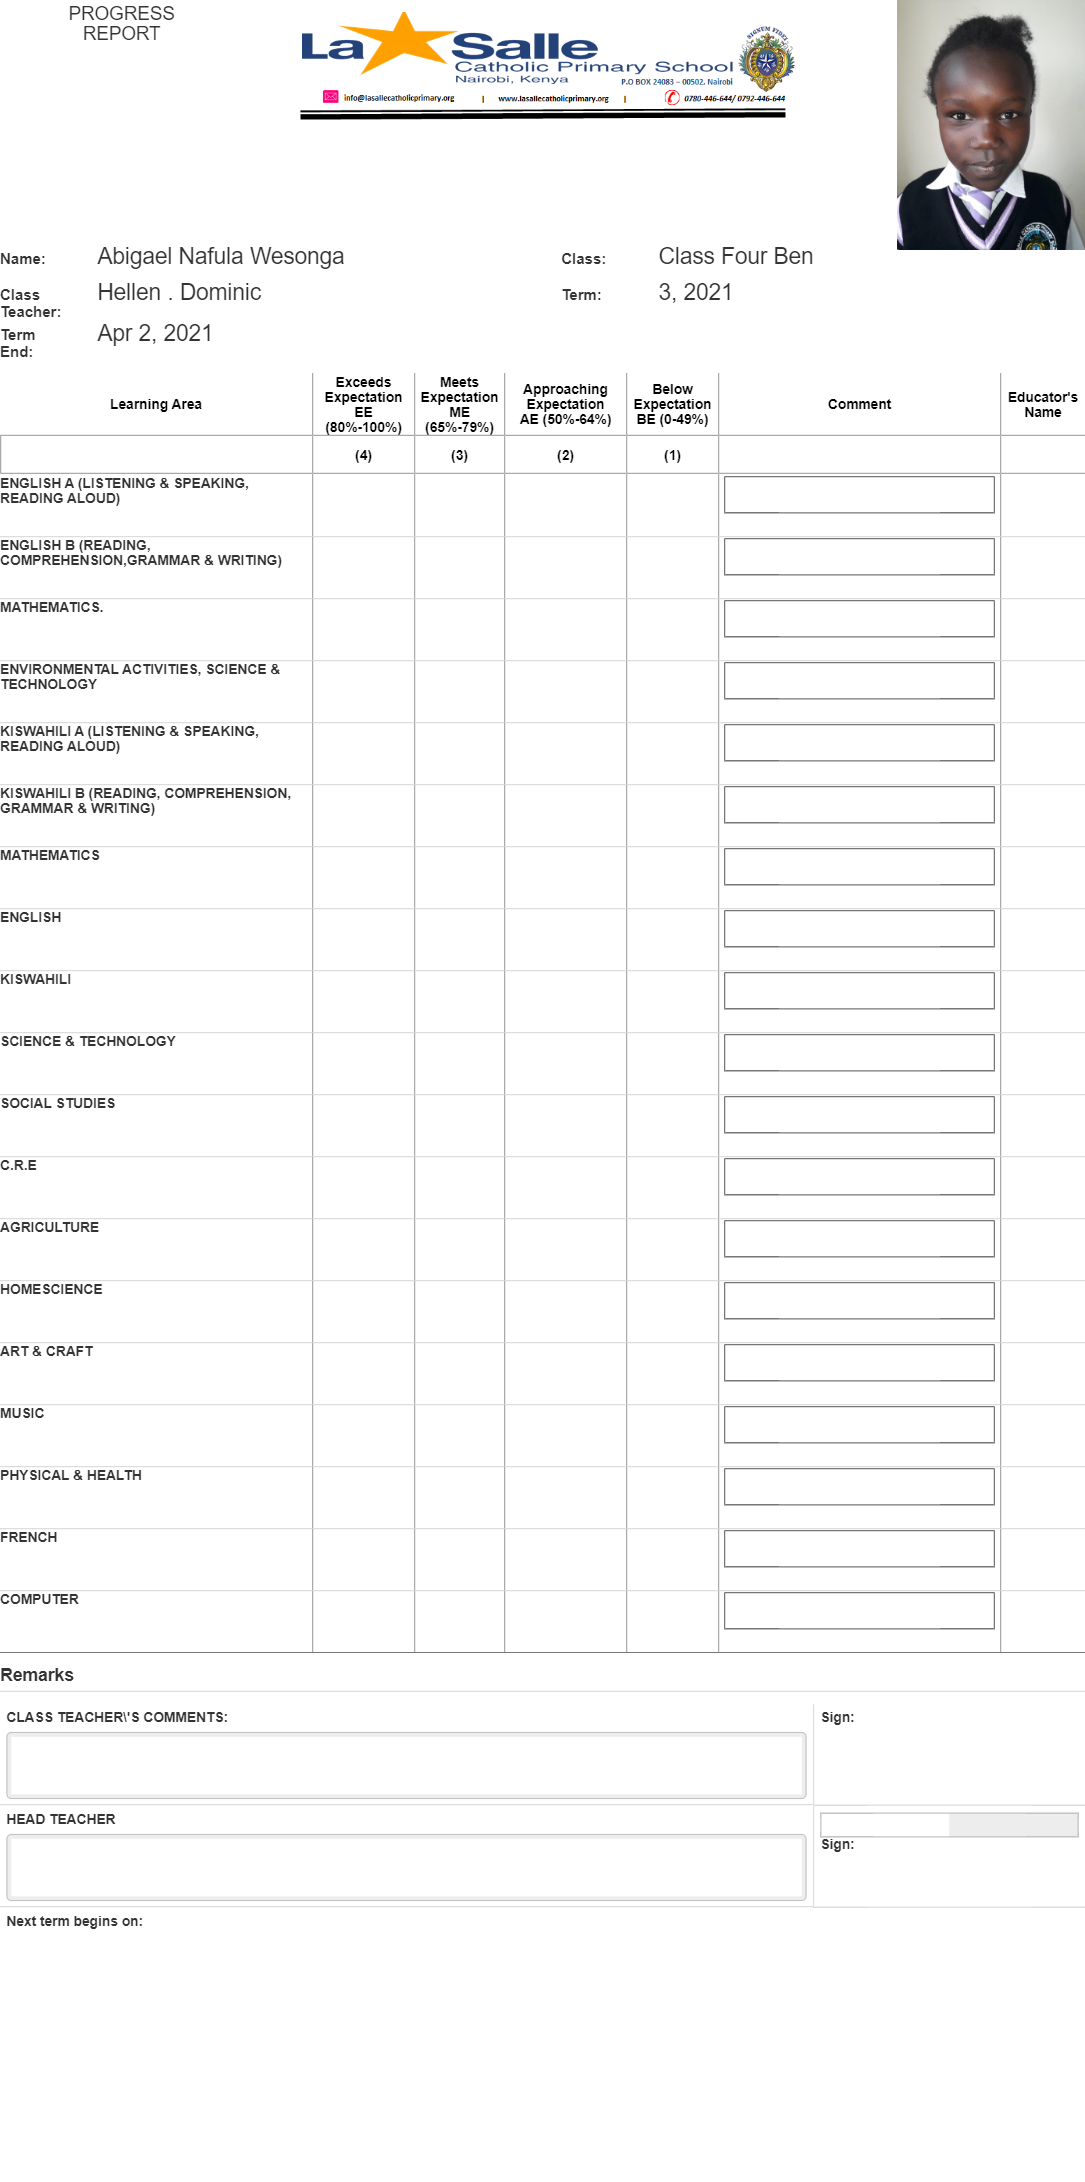 PROGRESS
REPORT
La Salle
Catholic Primary School
Nairobi, Kenya
P.O BOX 24083 – 00502. Nairobi
SIGNUM FIDEI
info@lasallecatholicprimary.org | www.lasallecatholicprimary.org | 0780-446-644/ 0792-446-644
Name: Abigael Nafula Wesonga Class: Class Four Ben
Class
Teacher: Hellen . Dominic Term: 3, 2021
Term
End: Apr 2, 2021
Learning Area
Exceeds
Expectation
EE
(80%-100%)
Meets
Expectation
ME
(65%-79%)
Approaching
Expectation
AE (50%-64%)
Below
Expectation
BE (0-49%)
Comment
Educator's
Name
(4) (3) (2) (1)
ENGLISH A (LISTENING & SPEAKING,
READING ALOUD)
ENGLISH B (READING,
COMPREHENSION,GRAMMAR & WRITING)
MATHEMATICS.
ENVIRONMENTAL ACTIVITIES, SCIENCE &
TECHNOLOGY
KISWAHILI A (LISTENING & SPEAKING,
READING ALOUD)
KISWAHILI B (READING, COMPREHENSION,
GRAMMAR & WRITING)
MATHEMATICS
ENGLISH
KISWAHILI
SCIENCE & TECHNOLOGY
SOCIAL STUDIES
C.R.E
AGRICULTURE
HOMESCIENCE
ART & CRAFT
MUSIC
PHYSICAL & HEALTH
FRENCH
COMPUTER
Remarks
CLASS TEACHER\'S COMMENTS: Sign:
HEAD TEACHER
Sign:
Next term begins on: